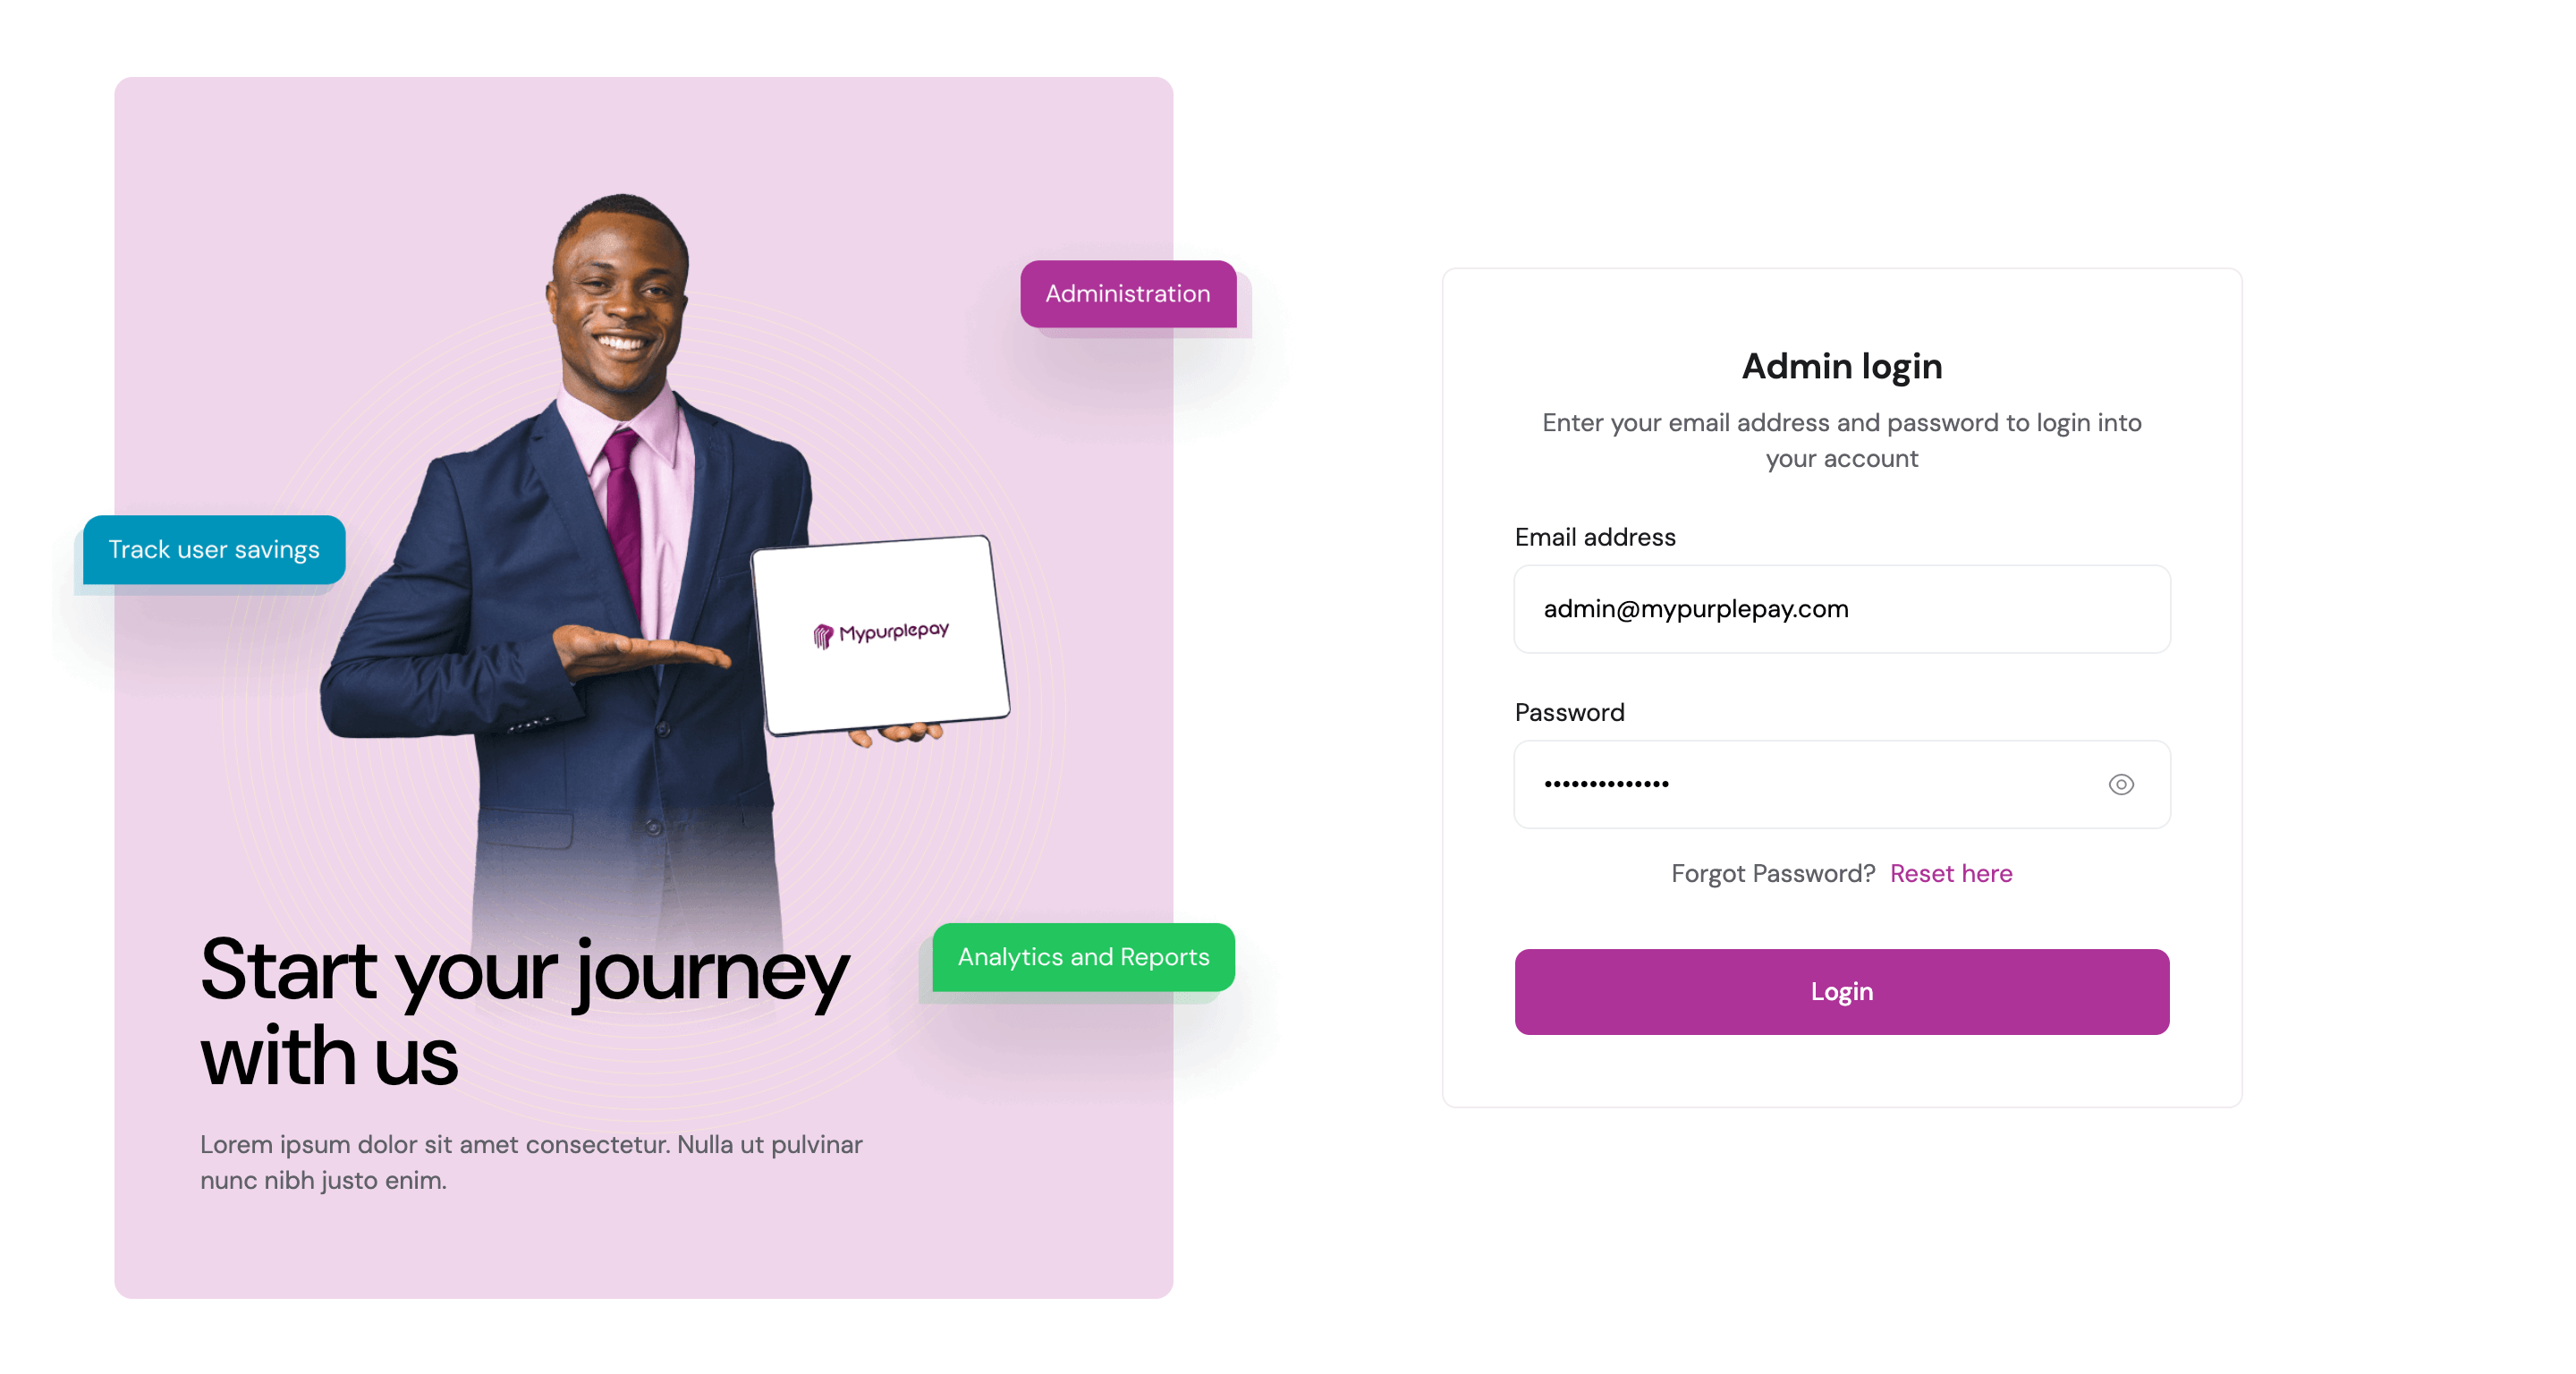 Administration
Track user savings
Mypurplepay
Analytics and Reports
Start your journey
with us
Lorem ipsum dolor sit amet consectetur. Nulla ut pulvinar
nunc nibh justo enim.
Admin login
Enter your email address and password to login into
your account
Email address
admin@mypurplepay.com
Password
••••••••••••••
Forgot Password? Reset here
Login